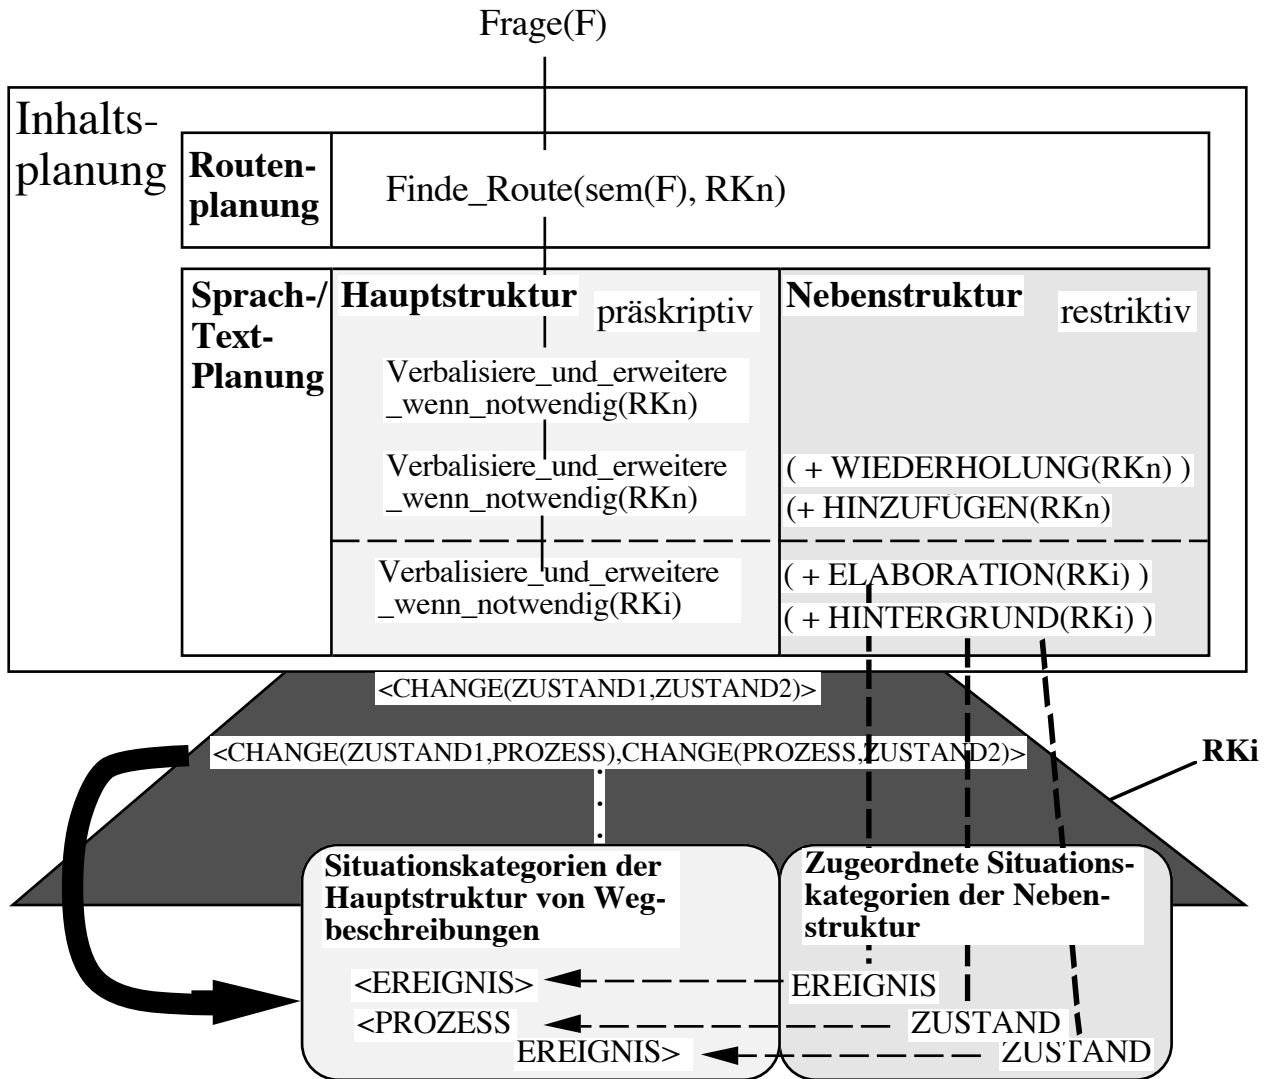 Frage(F)
Inhalts-
planung
Routen-
planung
Finde_Route(sem(F), RKn)
Sprach-/
Text-
Planung
Hauptstruktur
präskriptiv
Verbalisiere_und_erweitere
_wenn_notwendig(RKn)
Verbalisiere_und_erweitere
_wenn_notwendig(RKn)
Verbalisiere_und_erweitere
_wenn_notwendig(RKi)
Nebenstruktur
restriktiv
( + WIEDERHOLUNG(RKn) )
(+ HINZUFÜGEN(RKn)
( + ELABORATION(RKi) )
( + HINTERGRUND(RKi) )
<CHANGE(ZUSTAND1,ZUSTAND2)>
<CHANGE(ZUSTAND1,PROZESS),CHANGE(PROZESS,ZUSTAND2)>
RKi
Situationskategorien der
Hauptstruktur von Weg-
beschreibungen
<EREIGNIS>
<PROZESS
EREIGNIS>
Zugeordnete Situations-
kategorien der Neben-
struktur
EREIGNIS
ZUSTAND
ZUSTAND